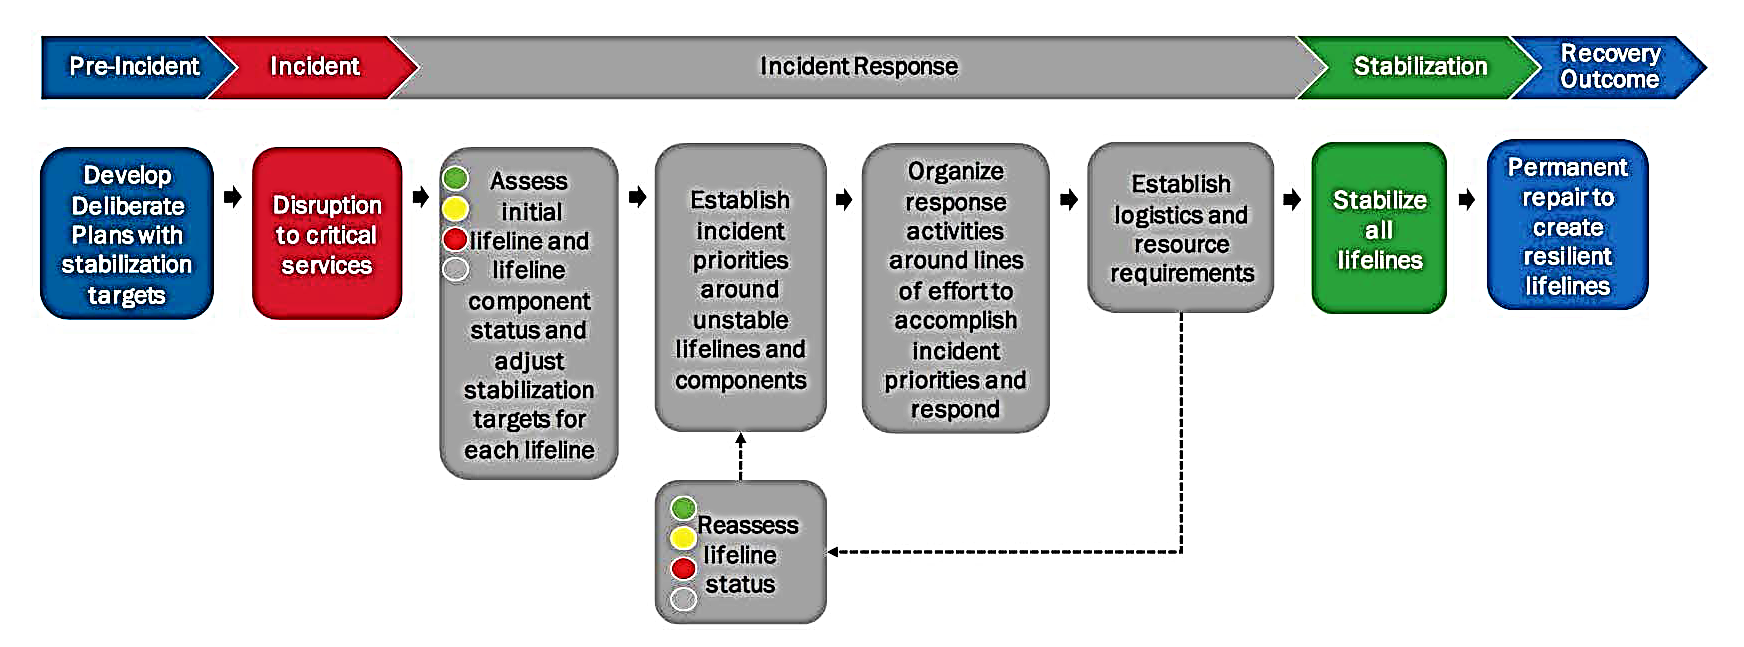 Pre-Incident
Incident
Incident Response
Stabilization
Recovery
Outcome
Develop
Deliberate
Plans with
stabilization
targets
Disruption
to critical
services
Assess
initial
lifeline and
lifeline
component
status and
adjust
stabilization
targets for
each lifeline
Establish
incident
priorities
around
unstable
lifelines and
components
Organize
response
activities
around lines
of effort to
accomplish
incident
priorities and
respond
Establish
logistics and
resource
requirements
Stabilize
all
lifelines
Permanent
repair to
create
resilient
lifelines
Reassess
lifeline
status